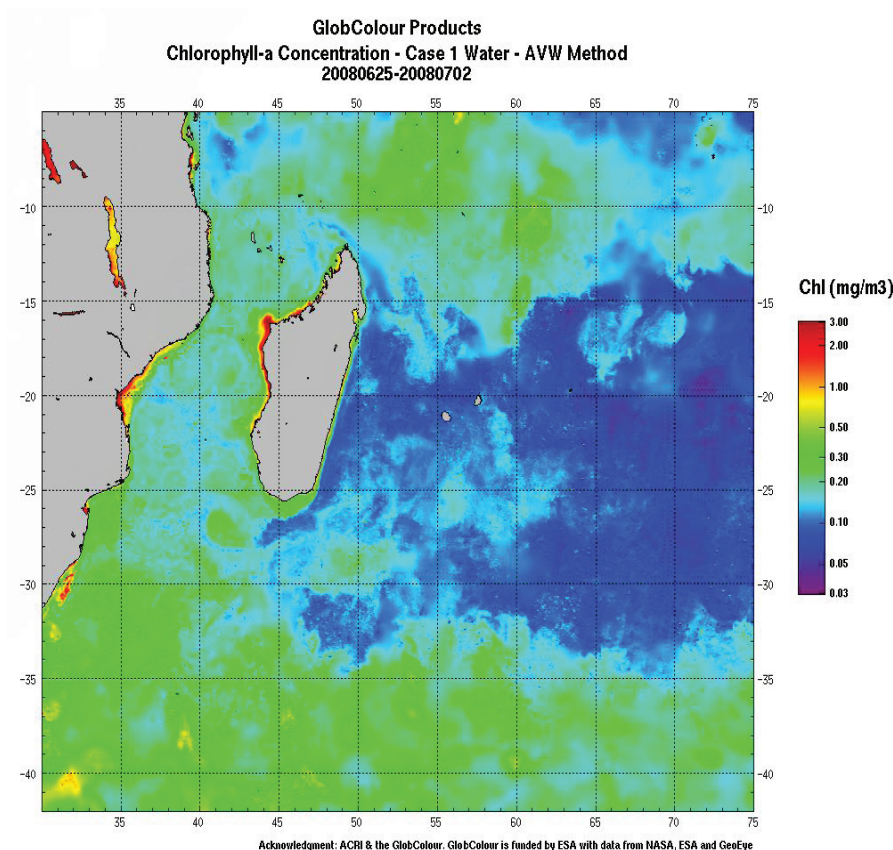 GlobColour Products
Chlorophyll-a Concentration - Case 1 Water - AVW Method
20080625-20080702
35 40 45 50 55 60 65 70 75
-10 -10
-15 -15
-20 -20
-25 -25
-30 -30
-35 -35
-40 -40
35 40 45 50 55 60 65 70 75
Chl (mg/m3)
3.00
2.00
1.00
0.50
0.30
0.20
0.10
0.05
0.03
Acknowledgment: ACRI & the GlobColour. GlobColour is funded by ESA with data from NASA, ESA and GeoEye